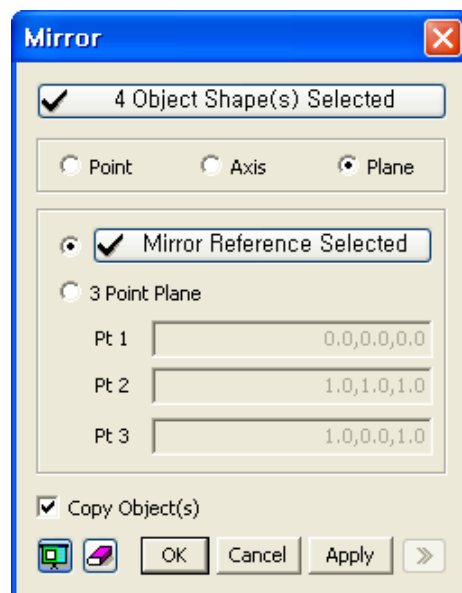 Mirror
4 Object Shape(s) Selected
Point Axis Plane
Mirror Reference Selected
3 Point Plane
Pt 1 0.0,0.0,0.0
Pt 2 1.0,1.0,1.0
Pt 3 1.0,0.0,1.0
Copy Object(s)
OK Cancel Apply